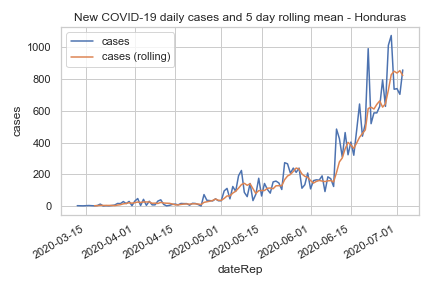 New COVID-19 daily cases and 5 day rolling mean - Honduras
cases
cases (rolling)
1000
800
600
400
200
0
cases
2020-03-15
2020-04-01
2020-04-15
2020-05-01
2020-05-15
2020-06-01
2020-06-15
2020-07-01
dateRep